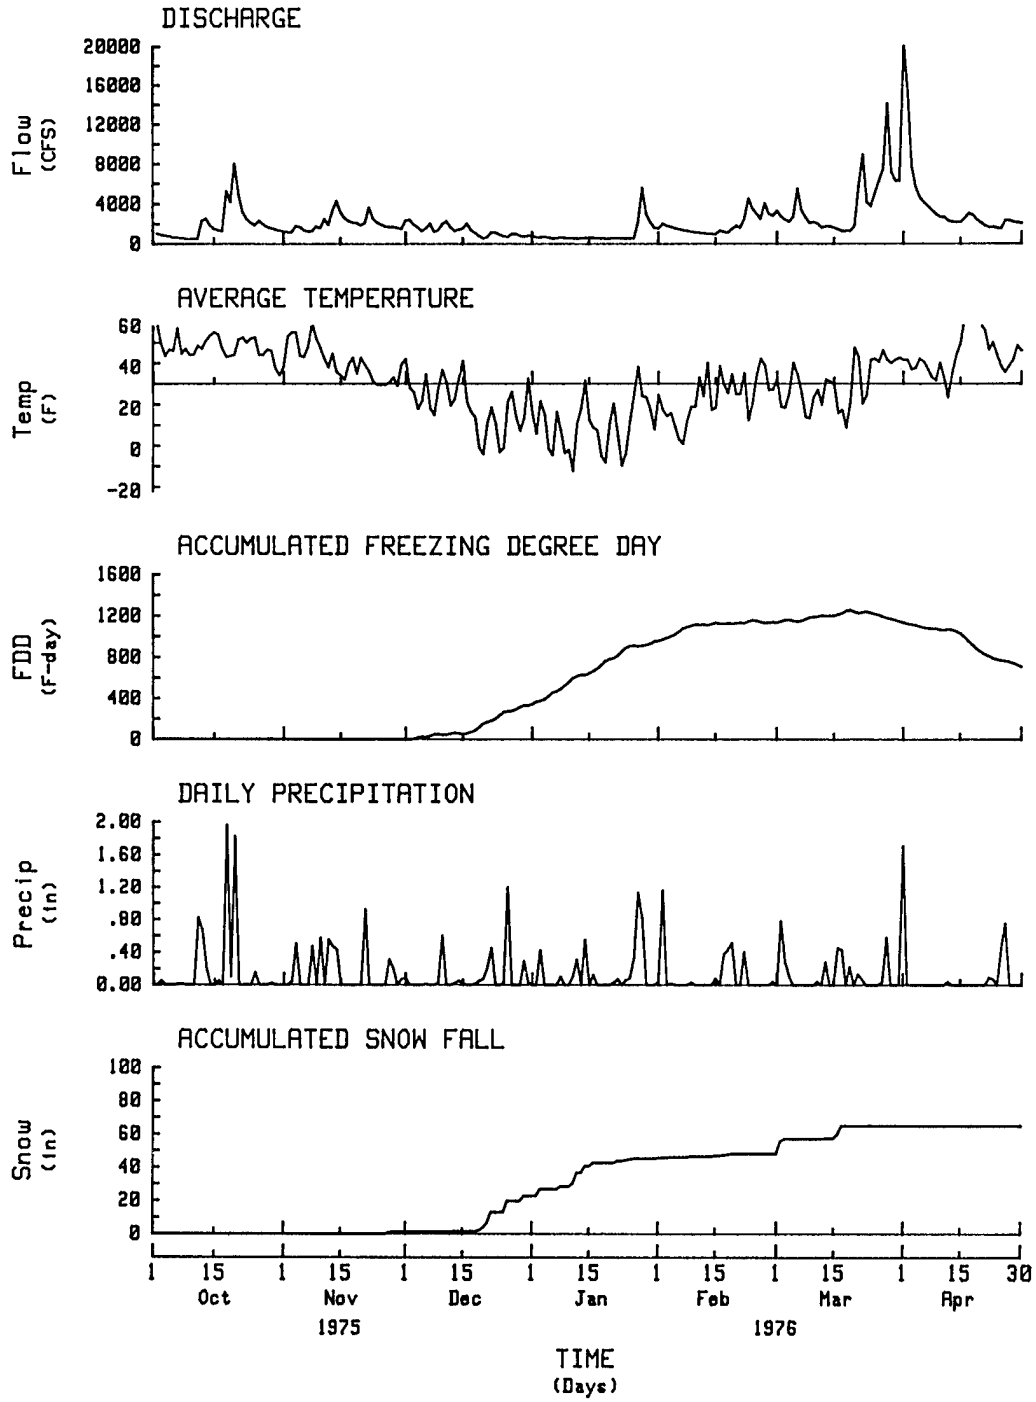 DISCHARGE
20000
16000
12000
8000
4000
0
Flow
(CFS)
AVERAGE TEMPERATURE
60
40
20
0
-20
Temp
(F)
ACCUMULATED FREEZING DEGREE DAY
1600
1200
800
400
0
FDD
(F-day)
DAILY PRECIPITATION
2.00
1.60
1.20
.80
.40
0.00
Precip
(in)
ACCUMULATED SNOW FALL
100
80
60
40
20
0
Snow
(in)
1 15 1 15 1 15 1 15 1 15 1 15 1 15 30
Oct Nov Dec Jan Feb Mar Apr
1975 1976
TIME
(Days)